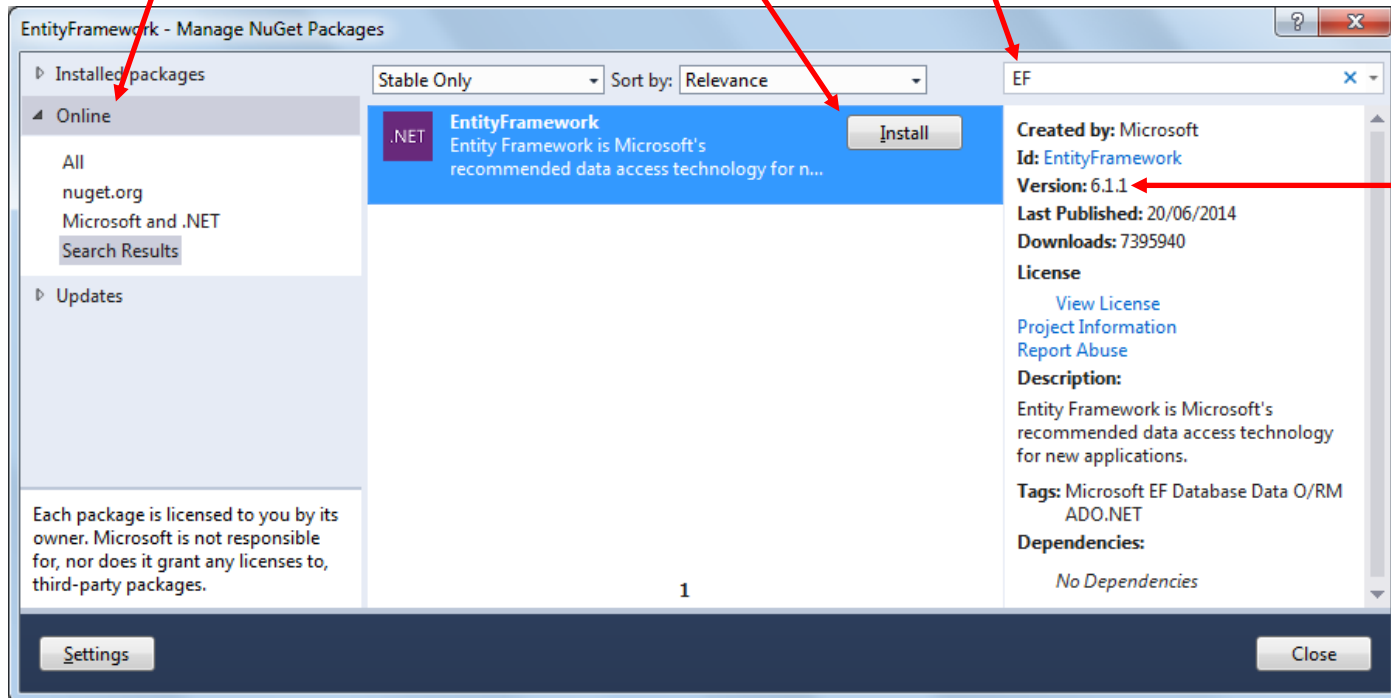 EntityFramework - Manage NuGet Packages
?
X
Installed packages
Online
All
nuget.org
Microsoft and .NET
Search Results
Updates
Each package is licensed to you by its
owner. Microsoft is not responsible
for, nor does it grant any licenses to,
third-party packages.
Stable Only
Sort by: Relevance
.NET
EntityFramework
Entity Framework is Microsoft's
recommended data access technology for n...
Install
1
EF
Created by: Microsoft
Id: EntityFramework
Version: 6.1.1
Last Published: 20/06/2014
Downloads: 7395940
License
View License
Project Information
Report Abuse
Description:
Entity Framework is Microsoft's
recommended data access technology
for new applications.
Tags: Microsoft EF Database Data O/RM
ADO.NET
Dependencies:
No Dependencies
Settings
Close